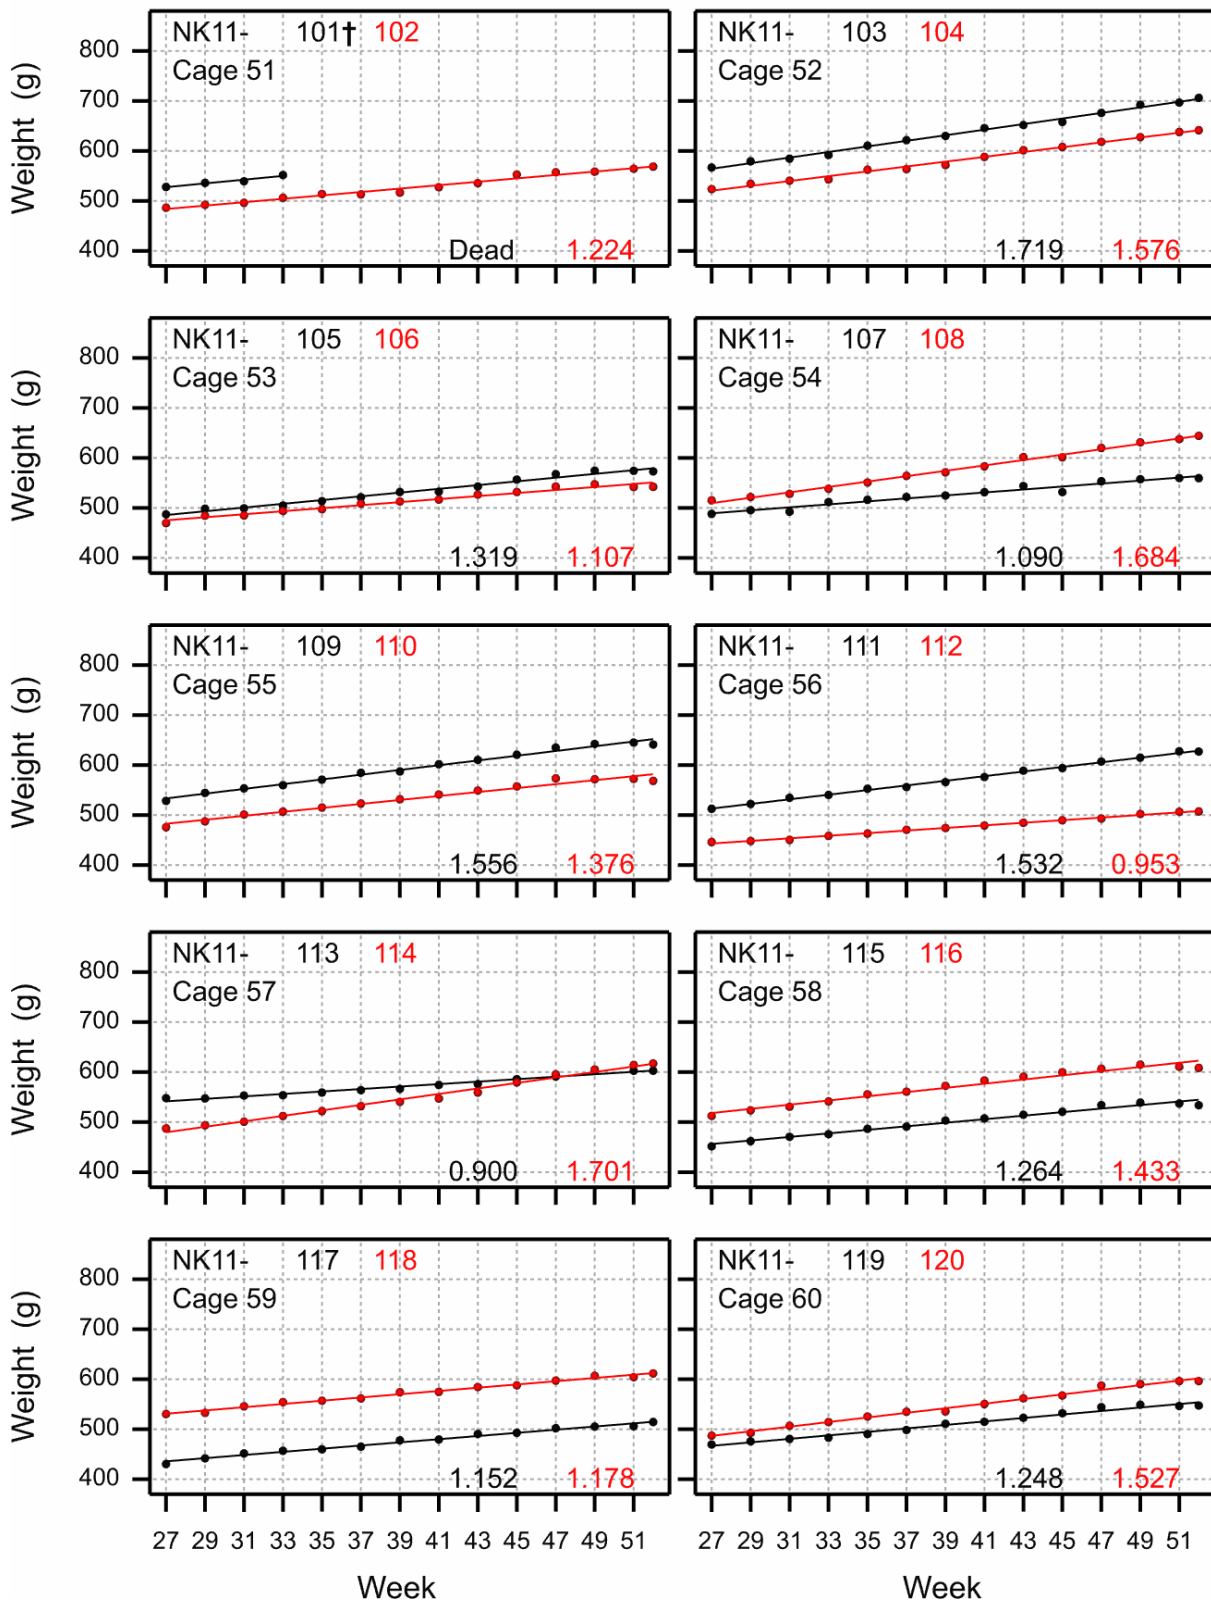 NK11- 101† 102
Cage 51
Weight (g)
800
700
600
500
400
Dead 1.224
NK11- 103 104
Cage 52
1.719 1.576
NK11- 105 106
Cage 53
Weight (g)
800
700
600
500
400
1.319 1.107
NK11- 107 108
Cage 54
1.090 1.684
NK11- 109 110
Cage 55
Weight (g)
800
700
600
500
400
1.556 1.376
NK11- 111 112
Cage 56
1.532 0.953
NK11- 113 114
Cage 57
Weight (g)
800
700
600
500
400
0.900 1.701
NK11- 115 116
Cage 58
1.264 1.433
NK11- 117 118
Cage 59
Weight (g)
800
700
600
500
400
1.152 1.178
NK11- 119 120
Cage 60
1.248 1.527
27 29 31 33 35 37 39 41 43 45 47 49 51
27 29 31 33 35 37 39 41 43 45 47 49 51
Week
Week